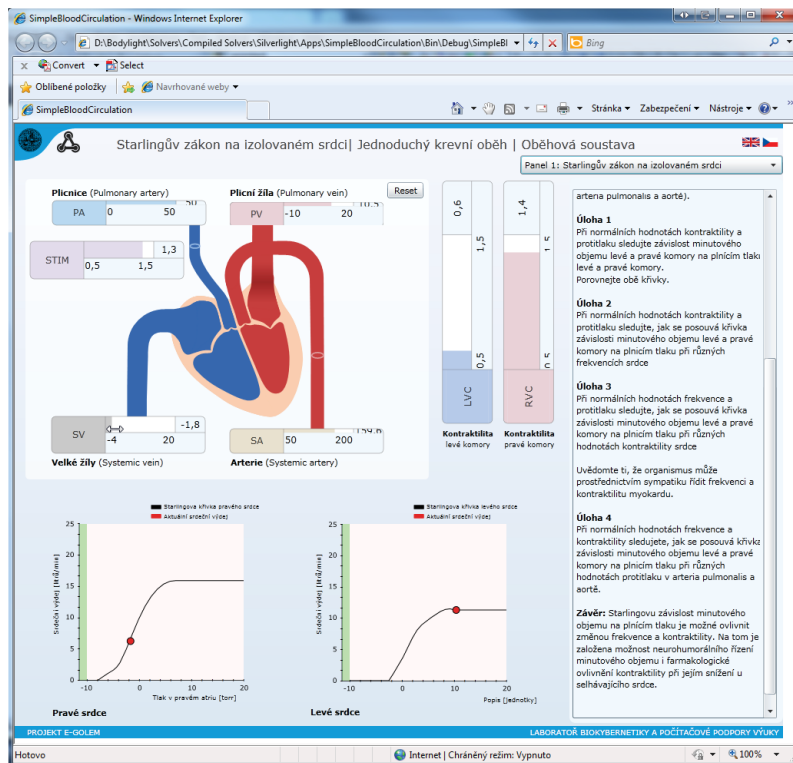 SimpleBloodCirculation - Windows Internet Explorer
D:\Bodylight\Solvers\Compiled Solvers\Silverlight\Apps\SimpleBloodCirculation\Bin\Debug\SimpleBl
Bing
x Convert Select
Oblíbené položky Navrhované weby
SimpleBloodCirculation
Stránka Zabezpečení Nástroje
Starlingův zákon na izolovaném srdci| Jednoduchý krevní oběh | Oběhová soustava
Panel 1: Starlingův zákon na izolovaném srdci
Plicnice (Pulmonary artery)
PA 0 50
Plicní žíla (Pulmonary vein)
PV -10 20
Reset
STIM 1,3
0,5 1,5
SV -1,8
-4 20
Velké žíly (Systemic vein)
SA 50 200
Arterie (Systemic artery)
0,6
1,5
0,5
LVC
Kontraktilita
levé komory
1,4
RVC
Kontraktilita
pravé komory
artena pulmonalis a aortě).
Úloha 1
Při normálních hodnotách kontraktility a
protitlaku sledujte závislost minutového
objemu levé a pravé komory na plicním tlaku
levé a pravé komory.
Porovnejte obě křivky.
Úloha 2
Při normálních hodnotách kontraktility a
protitlaku sledujte, jak se posouvá křivka
závislosti minutového objemu levé a pravé
komory na plnicím tlaku při různých
frekvencích srdce
Úloha 3
Při normálních hodnotách frekvence a
protitlaku sledujte, jak se posouvá křivka
závislosti minutového objemu levé a pravé
komory na plnicím tlaku při různých
hodnotách kontraktility srdce
Uvědomte ti, že organismus může
prostřednictvím sympatiku řídit frekvenci a
kontraktilitu myokardu.
Úloha 4
Při normálních hodnotách frekvence a
kontraktility sledujete, jak se posouvá křivka
závislosti minutového objemu levé a pravé
komory na plnicím tlaku při různých
hodnotách protitlaku v arteria pulmonalis a
aortě.
Závěr: Starlingovu závislost minutového
objemu na plnícím tlaku je možné ovlivnit
změnou frekvence a kontraktility. Na tom je
založena možnost neurohumorálního řízení
minutového objemu i farmakologické
ovlivnění kontraktility při jejím snížení u
selhávajícího srdce.
Starlingova křivka pravého srdce
Aktuální srdeční výdej
25
20
15
10
5
0
-10 0 10 20
Tlak v pravém atriu [torr]
Pravé srdce
Starlingova křivka levého srdce
Aktuální srdeční výdej
25
20
15
10
5
0
-10 0 10 20
Popis [jednotky]
Levé srdce
PROJEKT E-GOLEM
LABORATOŘ BIOKYBERNETIKY A POČÍTAČOVÉ PODPORY VÝUKY
Hotovo
Internet | Chráněný režim: Vypnuto
100%